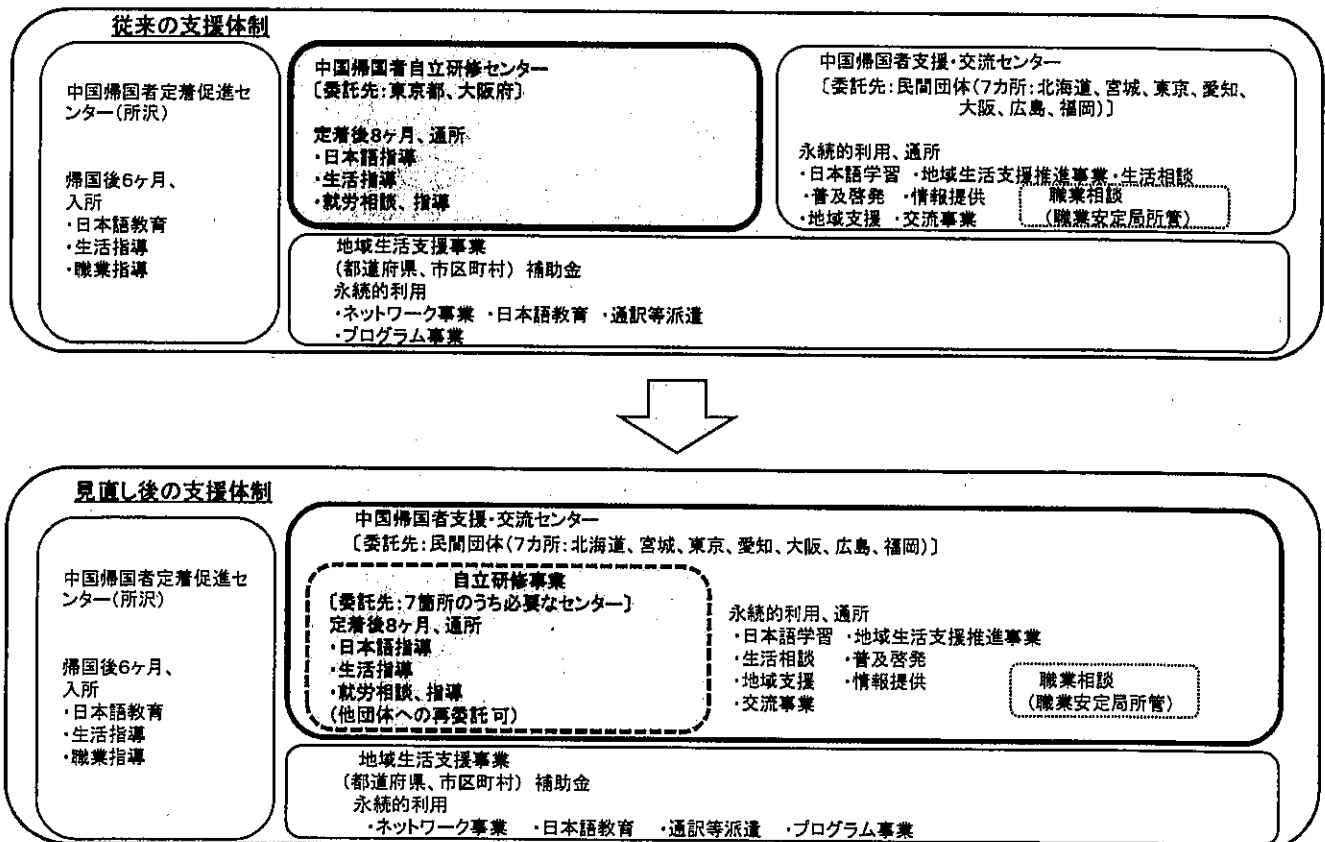 従来の支援体制
中国帰国者定着促進セ
ンター(所沢)
帰国後6ヶ月、
入所
・日本語教育
・生活指導
・職業指導
中国帰国者自立研修センター
〔委託先:東京都、大阪府〕
定着後8ヶ月、通所
・日本語指導
・生活指導
・就労相談、指導
中国帰国者支援・交流センター
〔委託先:民間団体(7カ所:北海道、宮城、東京、愛知、
大阪、広島、福岡)〕
永続的利用、通所
・日本語学習 ・地域生活支援推進事業・生活相談
・普及啓発 ・情報提供
・地域支援 ・交流事業
職業相談
(職業安定局所管)
地域生活支援事業
(都道府県、市区町村) 補助金
永続的利用
・ネットワーク事業 ・日本語教育 ・通訳等派遣
・プログラム事業
見直し後の支援体制
中国帰国者定着促進セ
ンター(所沢)
帰国後6ヶ月、
入所
・日本語教育
・生活指導
・職業指導
中国帰国者支援・交流センター
〔委託先:民間団体(7カ所:北海道、宮城、東京、愛知、大阪、広島、福岡)〕
自立研修事業
〔委託先:7箇所のうち必要なセンター〕
定着後8ヶ月、通所
・日本語指導
・生活指導
・就労相談、指導
(他団体への再委託可)
永続的利用、通所
・日本語学習 ・地域生活支援推進事業
・生活相談 ・普及啓発
・地域支援 ・情報提供
・交流事業
職業相談
(職業安定局所管)
地域生活支援事業
(都道府県、市区町村) 補助金
永続的利用
・ネットワーク事業 ・日本語教育 ・通訳等派遣 ・プログラム事業